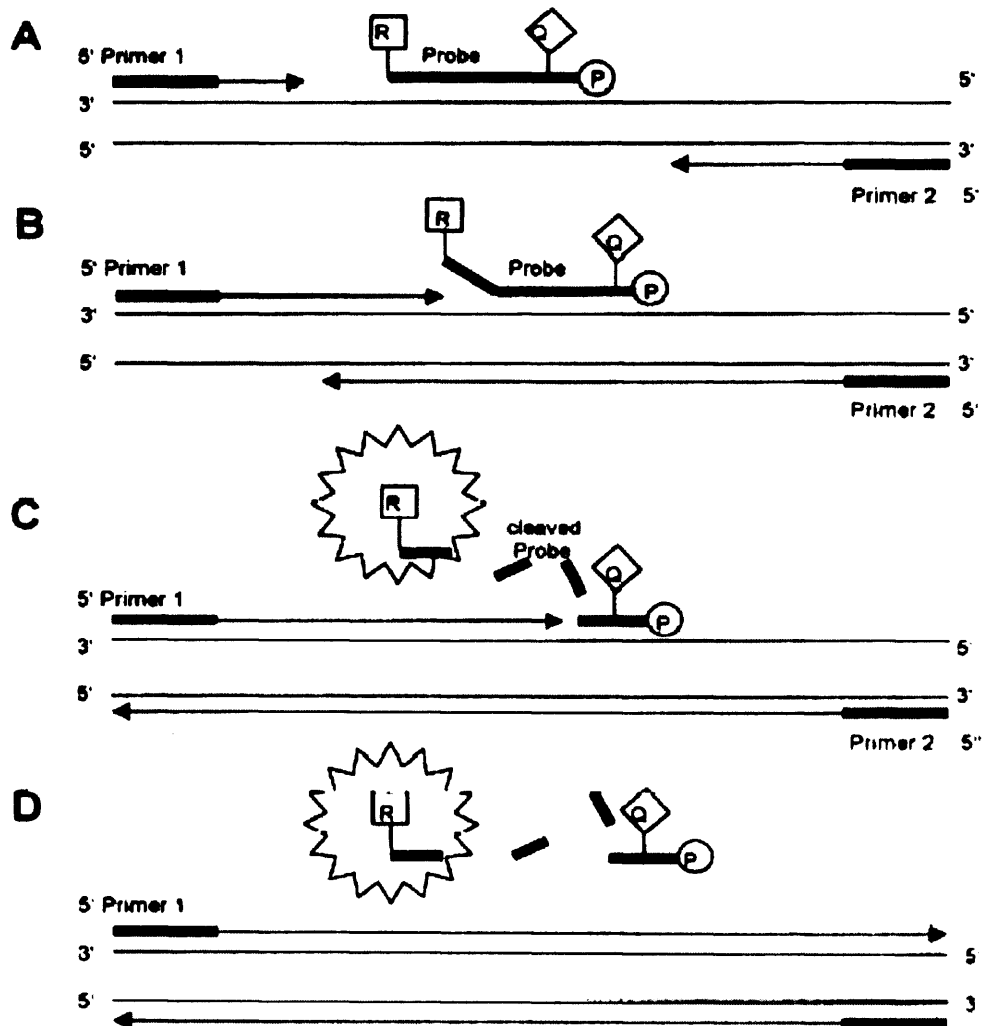 A
R
Q
5' Primer 1
Probe
P
5'
3'
5'
3'
Primer 2 5'
B
R
Q
5' Primer 1
Probe
P
3'
5'
5'
3'
Primer 2 5'
C
R
cleaved
Probe
Q
5' Primer 1
P
3'
5'
5'
3'
Primer 2 5"
D
R
Q
P
5' Primer 1
3'
5
5'
3